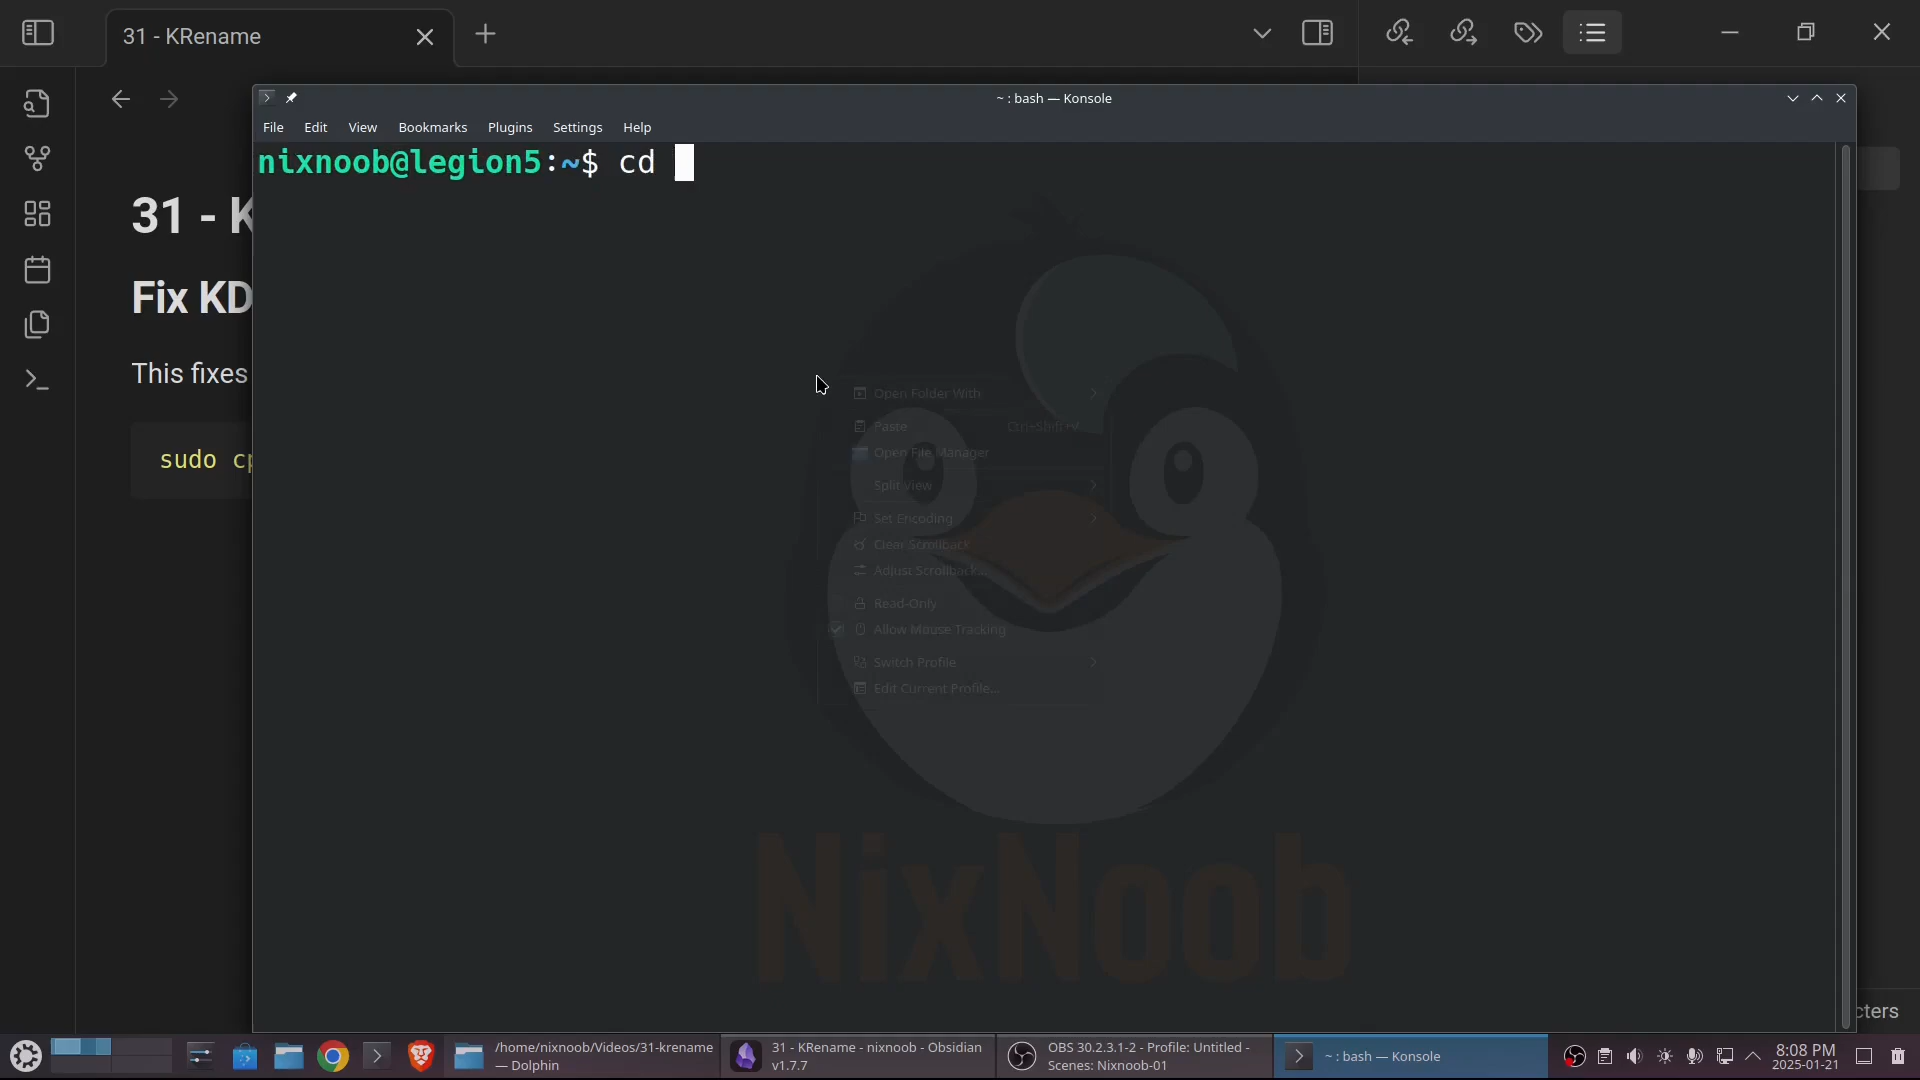 31 - KRename
~ : bash — Konsole
File Edit View Bookmarks Plugins Settings Help
nixnoob@legion5:~$ cd
31 - K
Fix KD
This fixes
sudo cp
Open Folder With
Paste Ctrl+Shift+V
Open File Manager
Split View
Set Encoding
Clear Scrollback
Adjust Scrollback...
Read-Only
Allow Mouse Tracking
Switch Profile
Edit Current Profile...
NixNoob
cters
/home/nixnoob/Videos/31-krename
— Dolphin
31 - KRename - nixnoob - Obsidian
v1.7.7
OBS 30.2.3.1-2 - Profile: Untitled -
Scenes: Nixnoob-01
~ : bash — Konsole
8:08 PM
2025-01-21